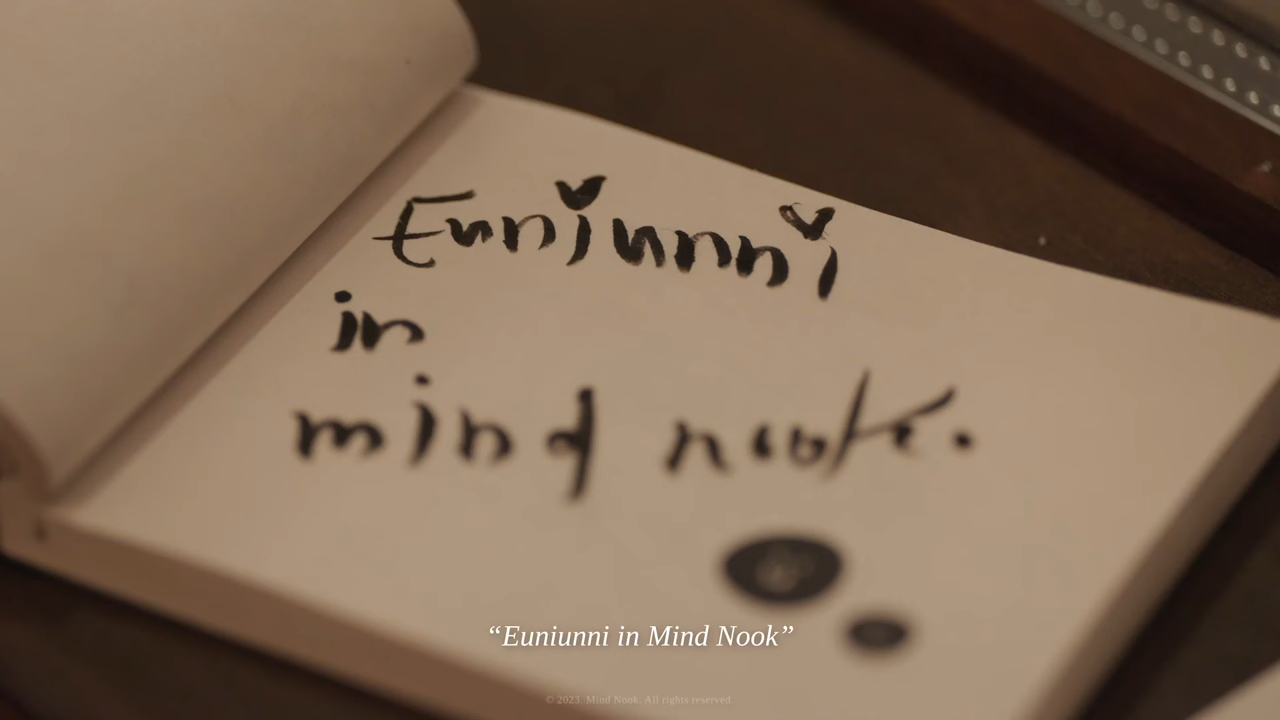 Euniunni
in
mind nook.
“Euniunni in Mind Nook”
© 2023. Mind Nook. All rights reserved.